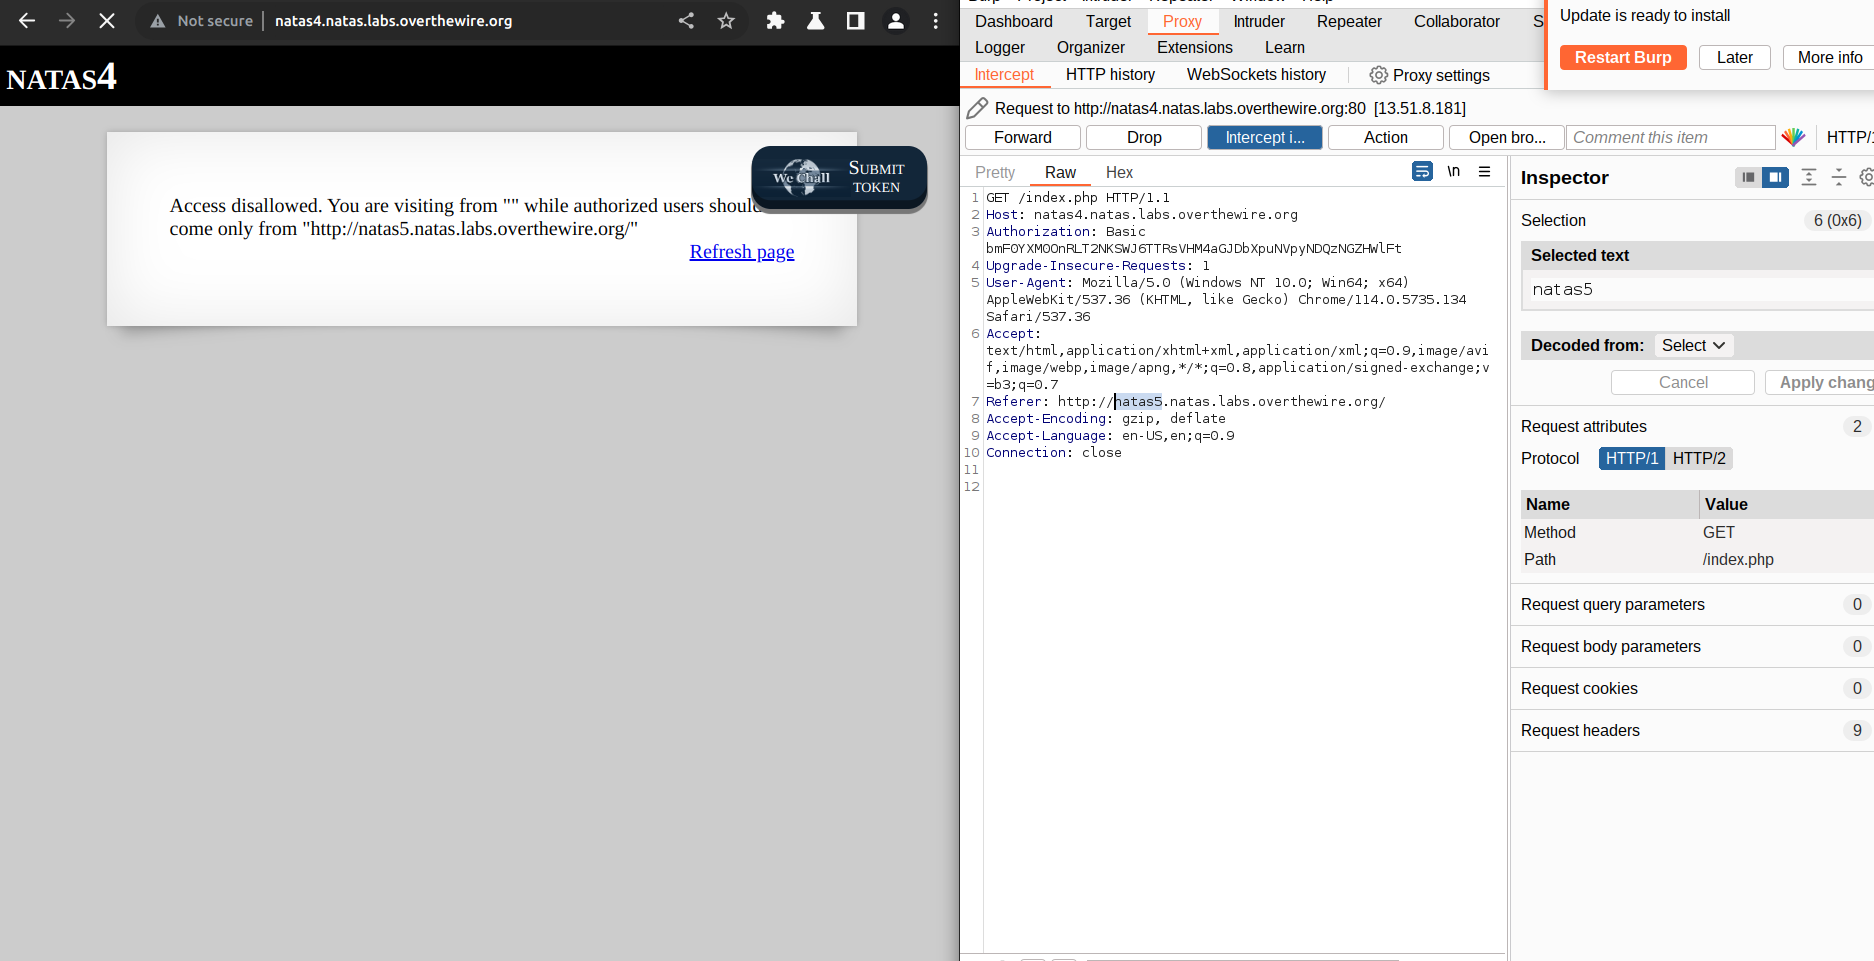 Not secure natas4.natas.labs.overthewire.org
NATAS4
Access disallowed. You are visiting from "" while authorized users should
come only from "http://natas5.natas.labs.overthewire.org/"
Refresh page
We Chall
SUBMIT
TOKEN
Dashboard Target Proxy Intruder Repeater Collaborator S
Logger Organizer Extensions Learn
Update is ready to install
Restart Burp Later More info
Intercept HTTP history WebSockets history Proxy settings
Request to http://natas4.natas.labs.overthewire.org:80 [13.51.8.181]
Forward Drop Intercept i... Action Open bro... Comment this item HTTP/
Pretty Raw Hex \n
1 GET /index.php HTTP/1.1
2 Host: natas4.natas.labs.overthewire.org
3 Authorization: Basic
bmF0YXM0OnRLT2NKSWJ6TTRsVHM4aGJDbXpuNVpyNDQzNGZHWlFt
4 Upgrade-Insecure-Requests: 1
5 User-Agent: Mozilla/5.0 (Windows NT 10.0; Win64; x64)
AppleWebKit/537.36 (KHTML, like Gecko) Chrome/114.0.5735.134
Safari/537.36
6 Accept:
text/html,application/xhtml+xml,application/xml;q=0.9,image/avi
f,image/webp,image/apng,*/*;q=0.8,application/signed-exchange;v
=b3;q=0.7
7 Referer: http://natas5.natas.labs.overthewire.org/
8 Accept-Encoding: gzip, deflate
9 Accept-Language: en-US,en;q=0.9
10 Connection: close
11
12
Inspector
Selection 6 (0x6)
Selected text
natas5
Decoded from: Select
Cancel Apply chang
Request attributes 2
Protocol HTTP/1 HTTP/2
Name Value
Method GET
Path /index.php
Request query parameters 0
Request body parameters 0
Request cookies 0
Request headers 9